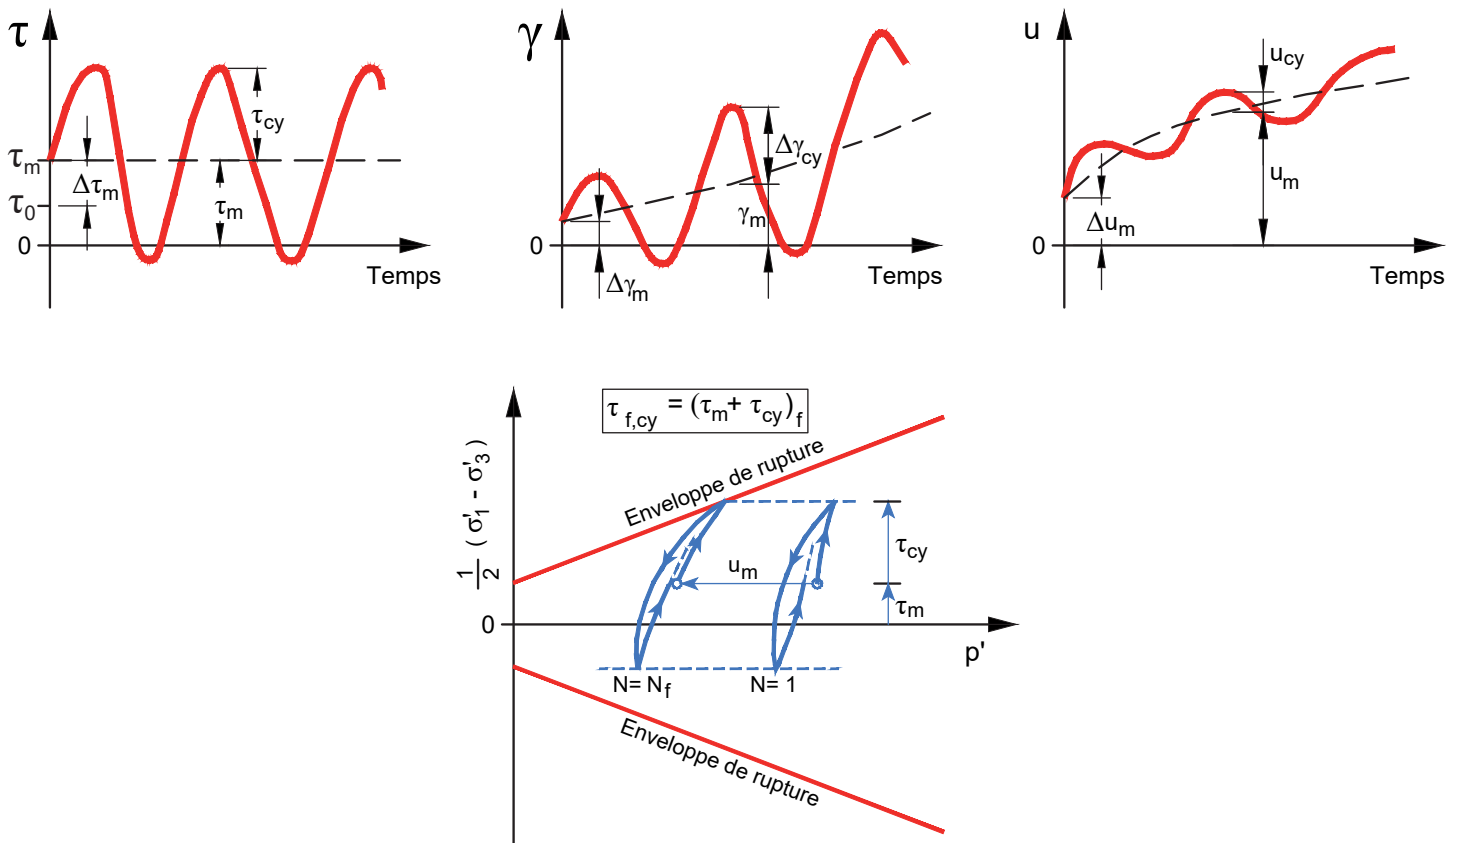 τ
τcy
τm
Δτm
τ0
τm
0
Temps
γ
Δγcy
γm
0
Δγm
Temps
u
ucy
um
Δum
0
Temps
τ f,cy = (τm+ τcy)f
1/2 (σ'1 - σ'3)
Enveloppe de rupture
um
τcy
τm
0
p'
N= Nf
N= 1
Enveloppe de rupture